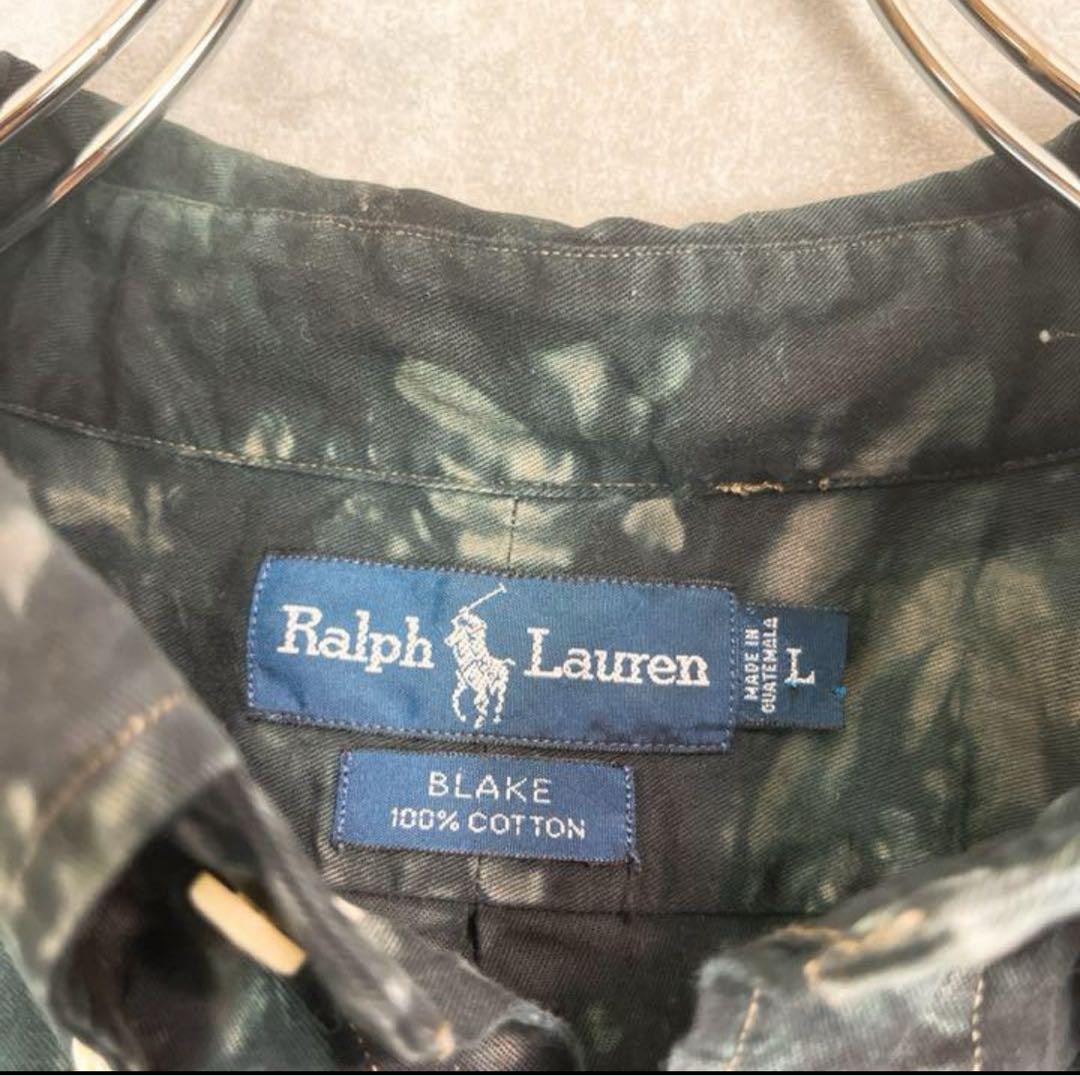 Ralph Lauren
MADE IN
GUATEMALA
L
BLAKE
100% COTTON